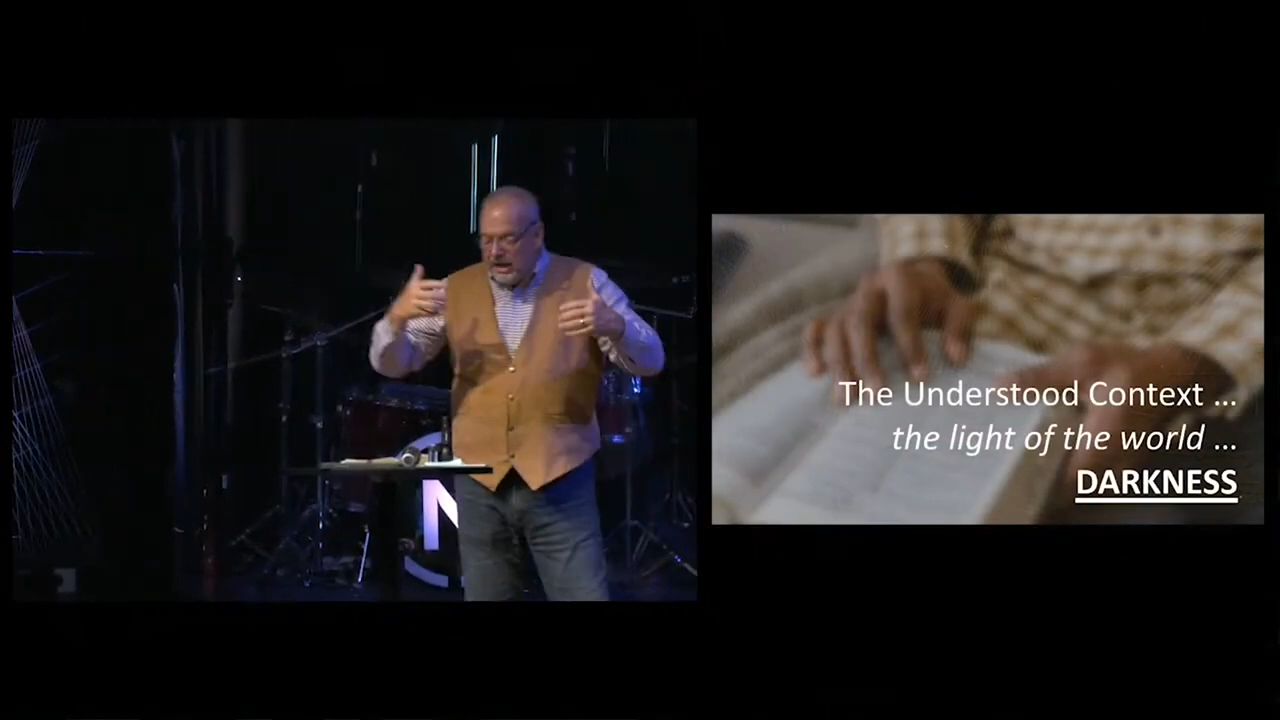 N
The Understood Context ...
the light of the world ...
DARKNESS